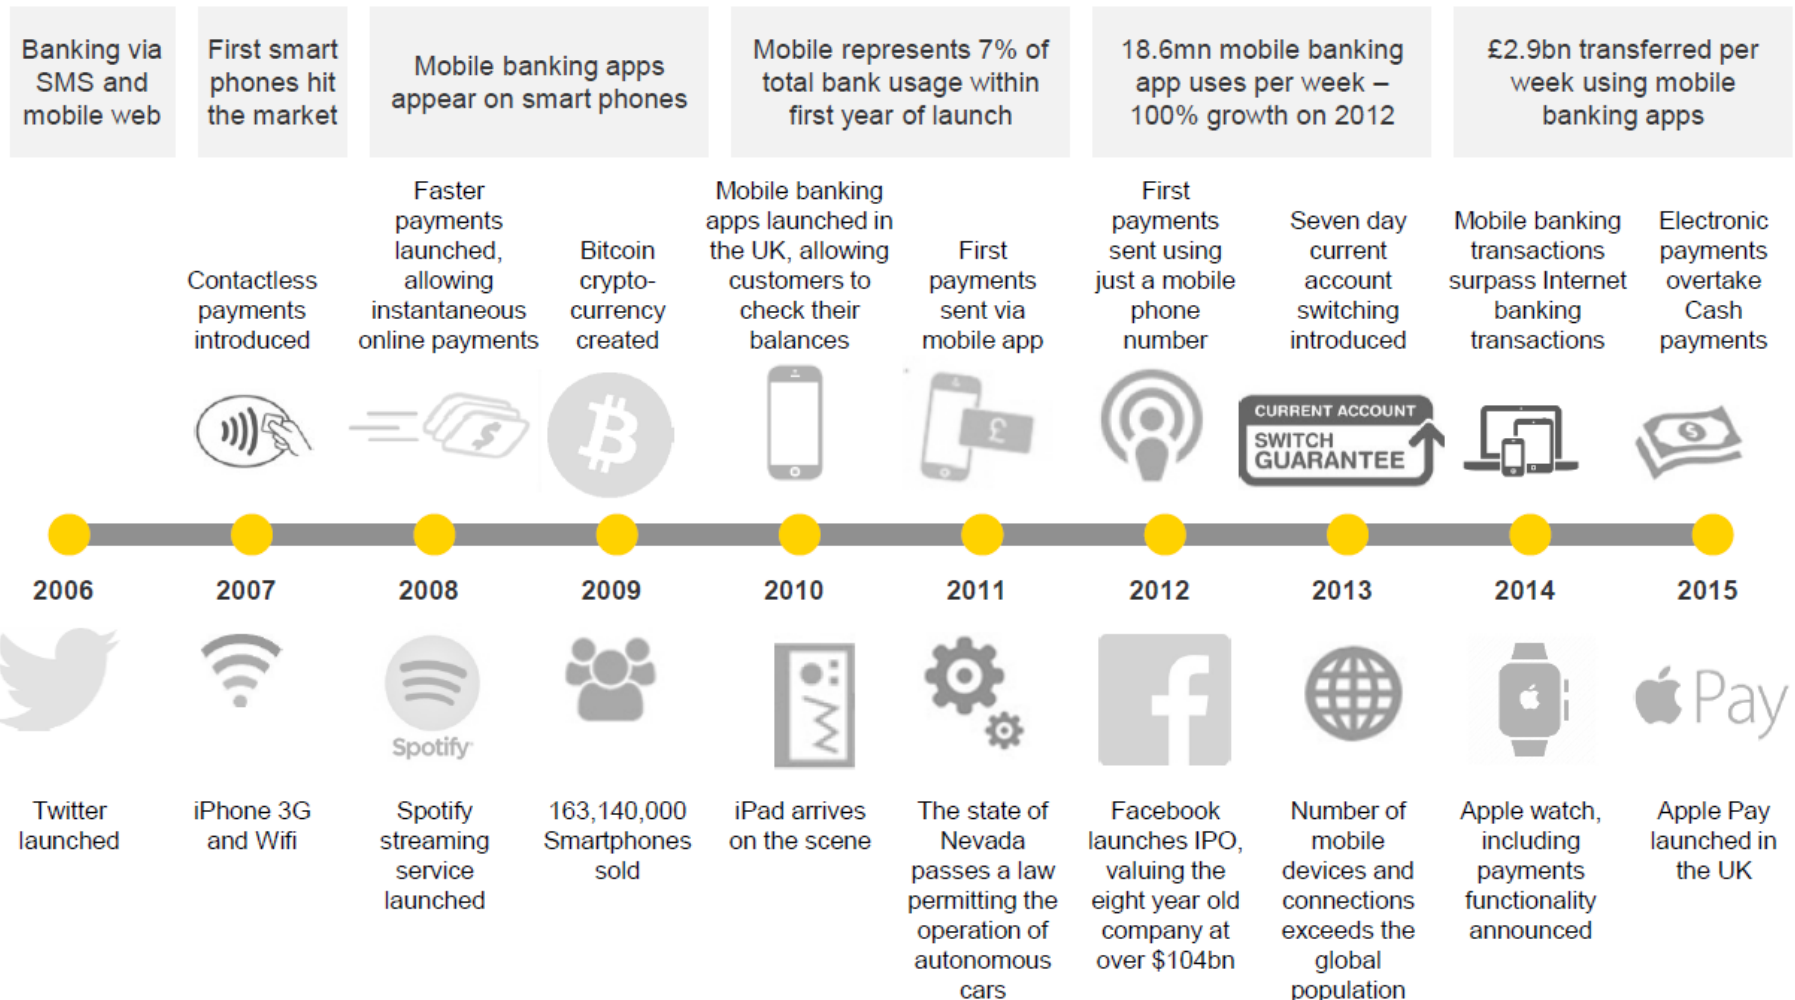 Banking via
SMS and
mobile web
First smart
phones hit
the market
Mobile banking apps
appear on smart phones
Mobile represents 7% of
total bank usage within
first year of launch
18.6mn mobile banking
app uses per week –
100% growth on 2012
£2.9bn transferred per
week using mobile
banking apps
Contactless
payments
introduced
Faster
payments
launched,
allowing
instantaneous
online payments
Bitcoin
crypto-
currency
created
Mobile banking
apps launched in
the UK, allowing
customers to
check their
balances
First
payments
sent via
mobile app
First
payments
sent using
just a mobile
phone
number
Seven day
current
account
switching
introduced
Mobile banking
transactions
surpass Internet
banking
transactions
Electronic
payments
overtake
Cash
payments
$
₿
£
CURRENT ACCOUNT
SWITCH
GUARANTEE
$
2006
2007
2008
2009
2010
2011
2012
2013
2014
2015
Spotify
f
Pay
Twitter
launched
iPhone 3G
and Wifi
Spotify
streaming
service
launched
163,140,000
Smartphones
sold
iPad arrives
on the scene
The state of
Nevada
passes a law
permitting the
operation of
autonomous
cars
Facebook
launches IPO,
valuing the
eight year old
company at
over $104bn
Number of
mobile
devices and
connections
exceeds the
global
population
Apple watch,
including
payments
functionality
announced
Apple Pay
launched in
the UK